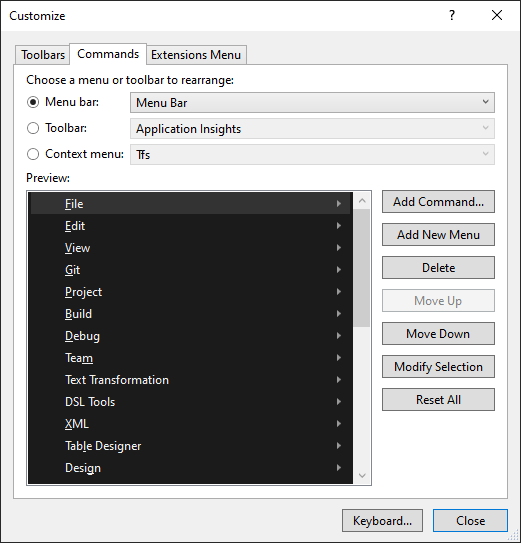 Customize
Toolbars Commands Extensions Menu
Choose a menu or toolbar to rearrange:
Menu bar: Menu Bar
Toolbar: Application Insights
Context menu: Tfs
Preview:
File
Edit
View
Git
Project
Build
Debug
Team
Text Transformation
DSL Tools
XML
Table Designer
Design
Add Command...
Add New Menu
Delete
Move Up
Move Down
Modify Selection
Reset All
Keyboard... Close